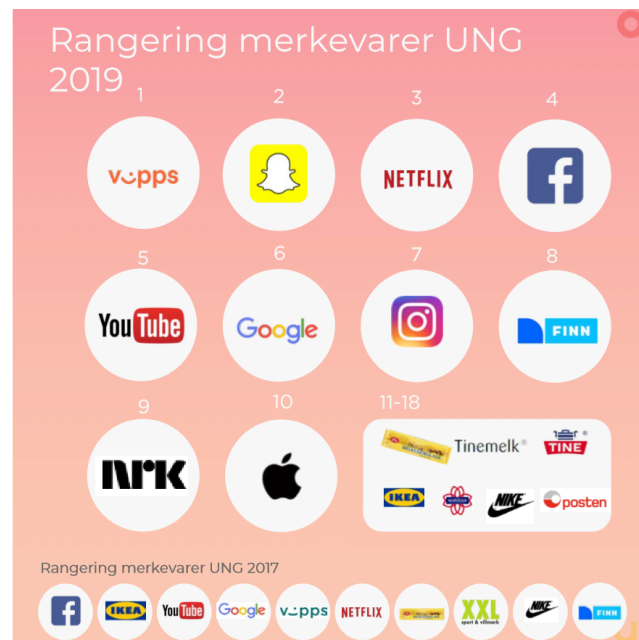 Rangering merkevarer UNG
2019
1 2 3 4
vipps NETFLIX
5 6 7 8
YouTube Google FINN
9 10 11-18
NRK Tinemelk® TINE®
IKEA NIKE posten
Rangering merkevarer UNG 2017
IKEA YouTube Google vipps NETFLIX XXL NIKE FINN
sport & villmark